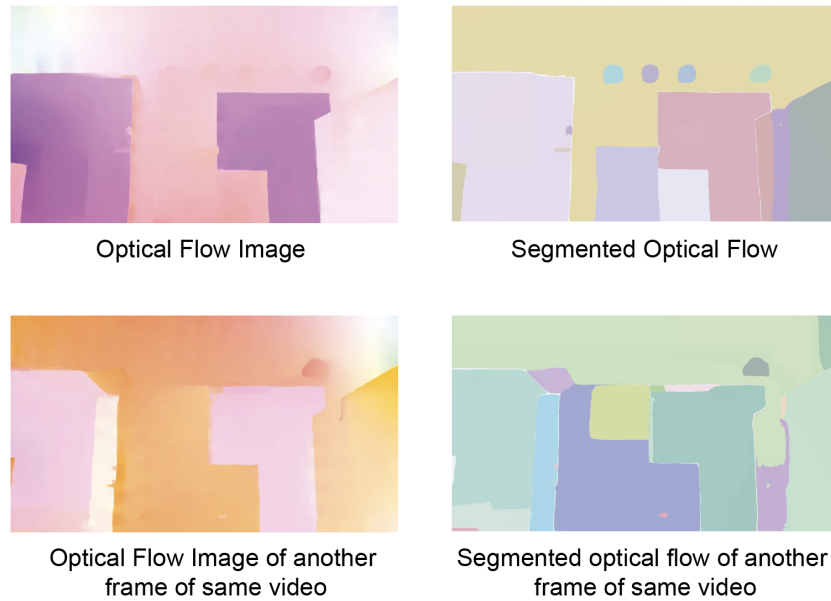 Optical Flow Image
Segmented Optical Flow
Optical Flow Image of another
frame of same video
Segmented optical flow of another
frame of same video